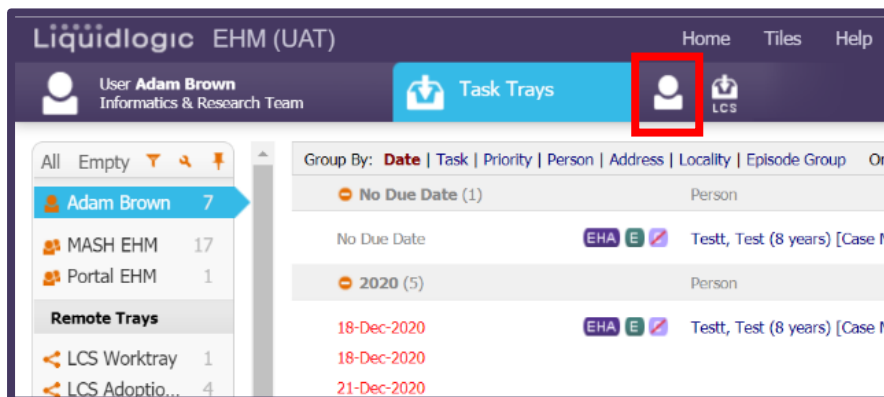 Liquidlogic EHM (UAT)
Home Tiles Help
User Adam Brown
Informatics & Research Team
Task Trays
LCS
All Empty
Adam Brown 7
MASH EHM 17
Portal EHM 1
Remote Trays
LCS Worktray 1
LCS Adoptio... 4
Group By: Date | Task | Priority | Person | Address | Locality | Episode Group
No Due Date (1) Person
No Due Date EHA E Testt, Test (8 years) [Case
2020 (5) Person
18-Dec-2020 EHA E Testt, Test (8 years) [Case
18-Dec-2020
21-Dec-2020